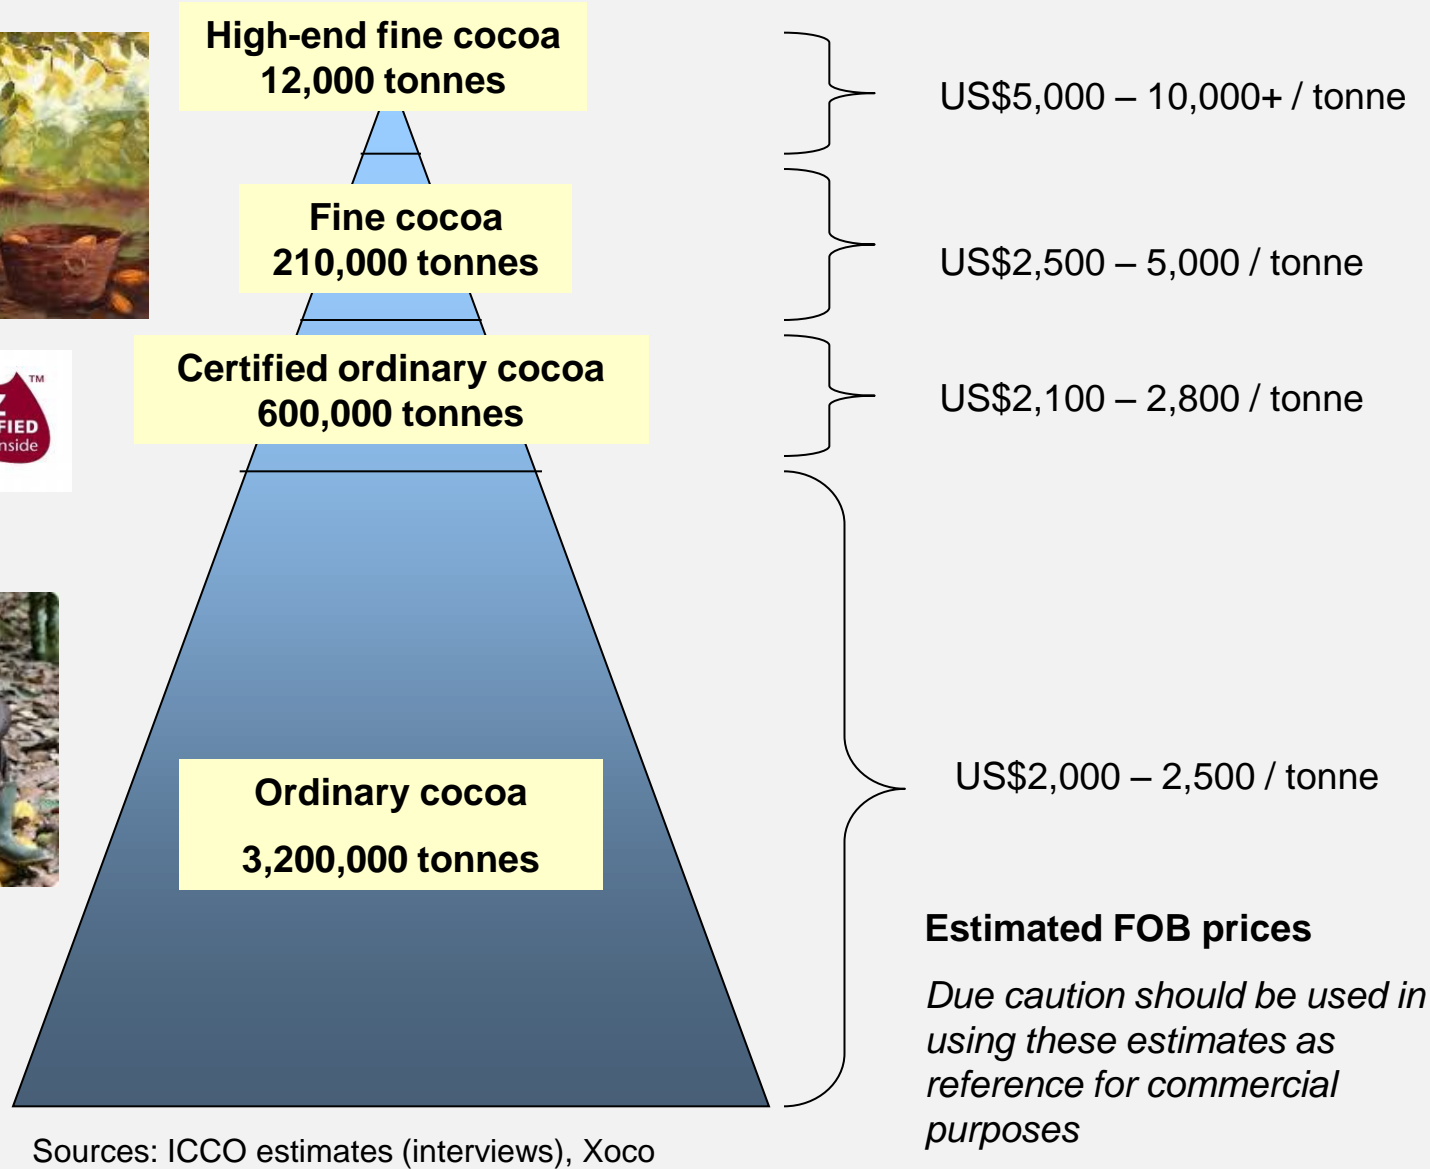 High-end fine cocoa
12,000 tonnes
US$5,000 – 10,000+ / tonne
Fine cocoa
210,000 tonnes
US$2,500 – 5,000 / tonne
Certified ordinary cocoa
600,000 tonnes
US$2,100 – 2,800 / tonne
TM
FIED
nside
Ordinary cocoa
3,200,000 tonnes
US$2,000 – 2,500 / tonne
Estimated FOB prices
Due caution should be used in
using these estimates as
reference for commercial
purposes
Sources: ICCO estimates (interviews), Xoco